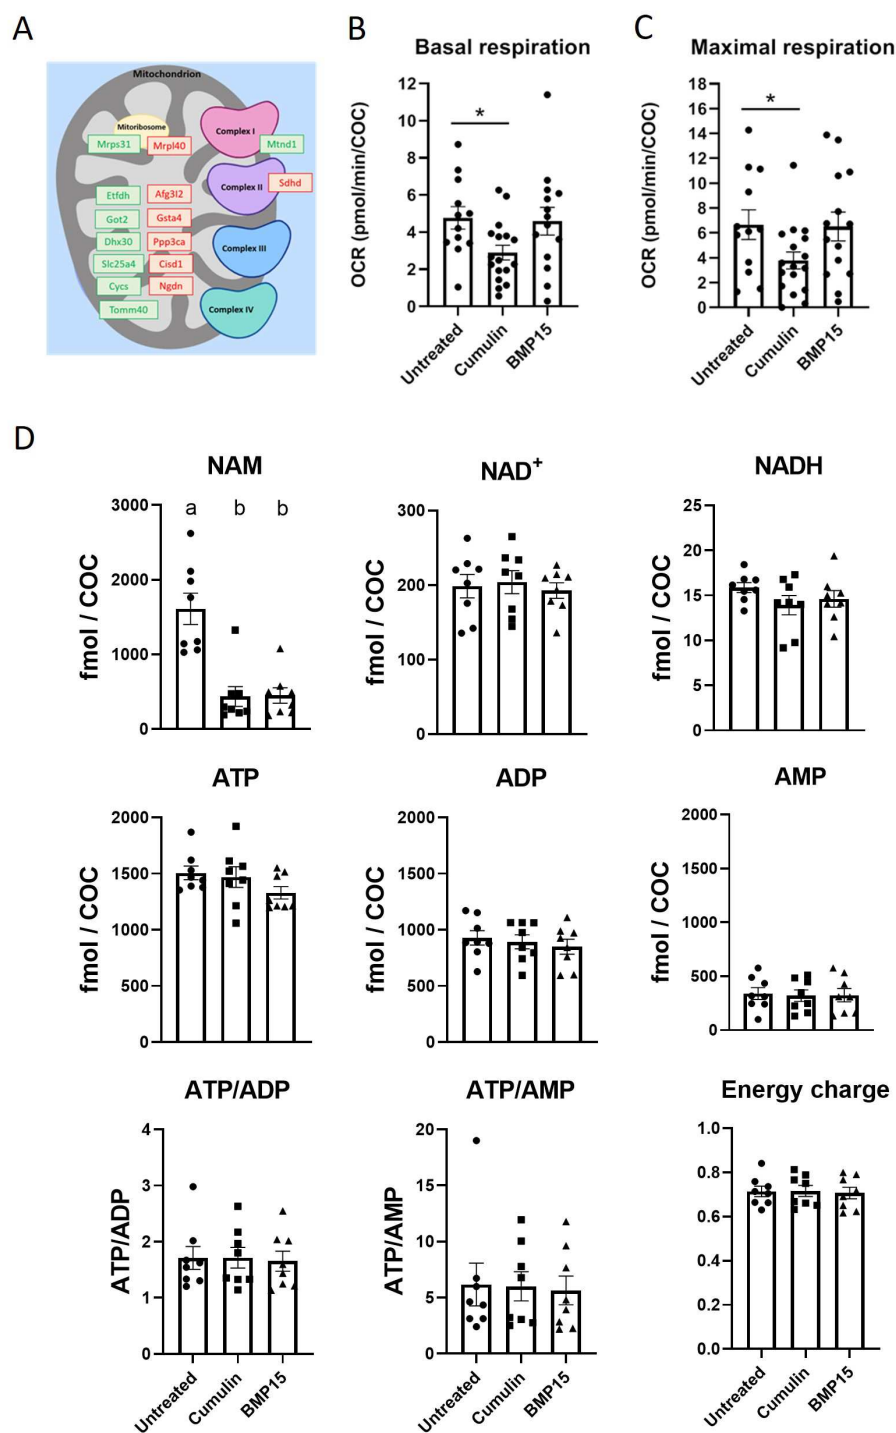 A
Mitochondrion
Mitoribosome
Mrps31
Mrpl40
Complex I
Mtnd1
Complex II
Sdhd
Etfdh
Afg3l2
Got2
Gsta4
Dhx30
Ppp3ca
Complex III
Slc25a4
Cisd1
Cycs
Ngdn
Tomm40
Complex IV
B
Basal respiration
OCR (pmol/min/COC)
12
10
8
6
4
2
0
*
Untreated
Cumulin
BMP15
C
Maximal respiration
OCR (pmol/min/COC)
18
16
14
12
10
8
6
4
2
0
*
Untreated
Cumulin
BMP15
D
NAM
fmol / COC
3000
2000
1000
0
a b b
NAD+
fmol / COC
300
200
100
0
NADH
fmol / COC
25
20
15
10
5
0
ATP
fmol / COC
2000
1500
1000
500
0
ADP
fmol / COC
2000
1500
1000
500
0
AMP
fmol / COC
2000
1500
1000
500
0
ATP/ADP
ATP/ADP
4
3
2
1
0
Untreated
Cumulin
BMP15
ATP/AMP
ATP/AMP
20
15
10
5
0
Untreated
Cumulin
BMP15
Energy charge
1.0
0.8
0.6
0.4
0.2
0.0
Untreated
Cumulin
BMP15